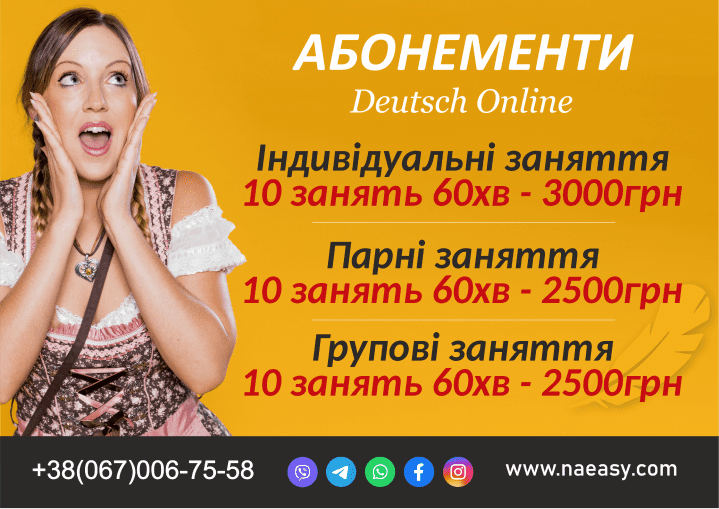 АБОНЕМЕНТИ
Deutsch Online
Індивідуальні заняття
10 занять 60хв - 3000грн
Парні заняття
10 занять 60хв - 2500грн
Групові заняття
10 занять 60хв - 2500грн
+38(067)006-75-58
www.naeasy.com